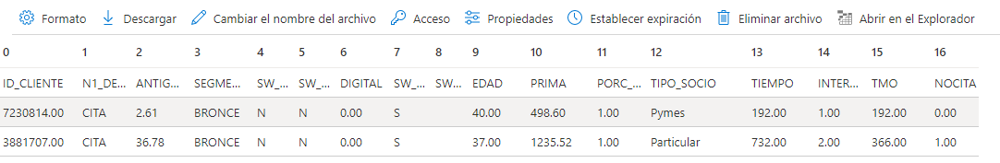 Formato Descargar Cambiar el nombre del archivo Acceso Propiedades Establecer expiración Eliminar archivo Abrir en el Explorador
0 1 2 3 4 5 6 7 8 9 10 11 12 13 14 15 16
ID_CLIENTE N1_DE... ANTIG... SEGME... SW_... SW_... DIGITAL SW_... SW... EDAD PRIMA PORC_... TIPO_SOCIO TIEMPO INTER... TMO NOCITA
7230814.00 CITA 2.61 BRONCE N N 0.00 S 40.00 498.60 1.00 Pymes 192.00 1.00 192.00 0.00
3881707.00 CITA 36.78 BRONCE N N 0.00 S 37.00 1235.52 1.00 Particular 732.00 2.00 366.00 1.00